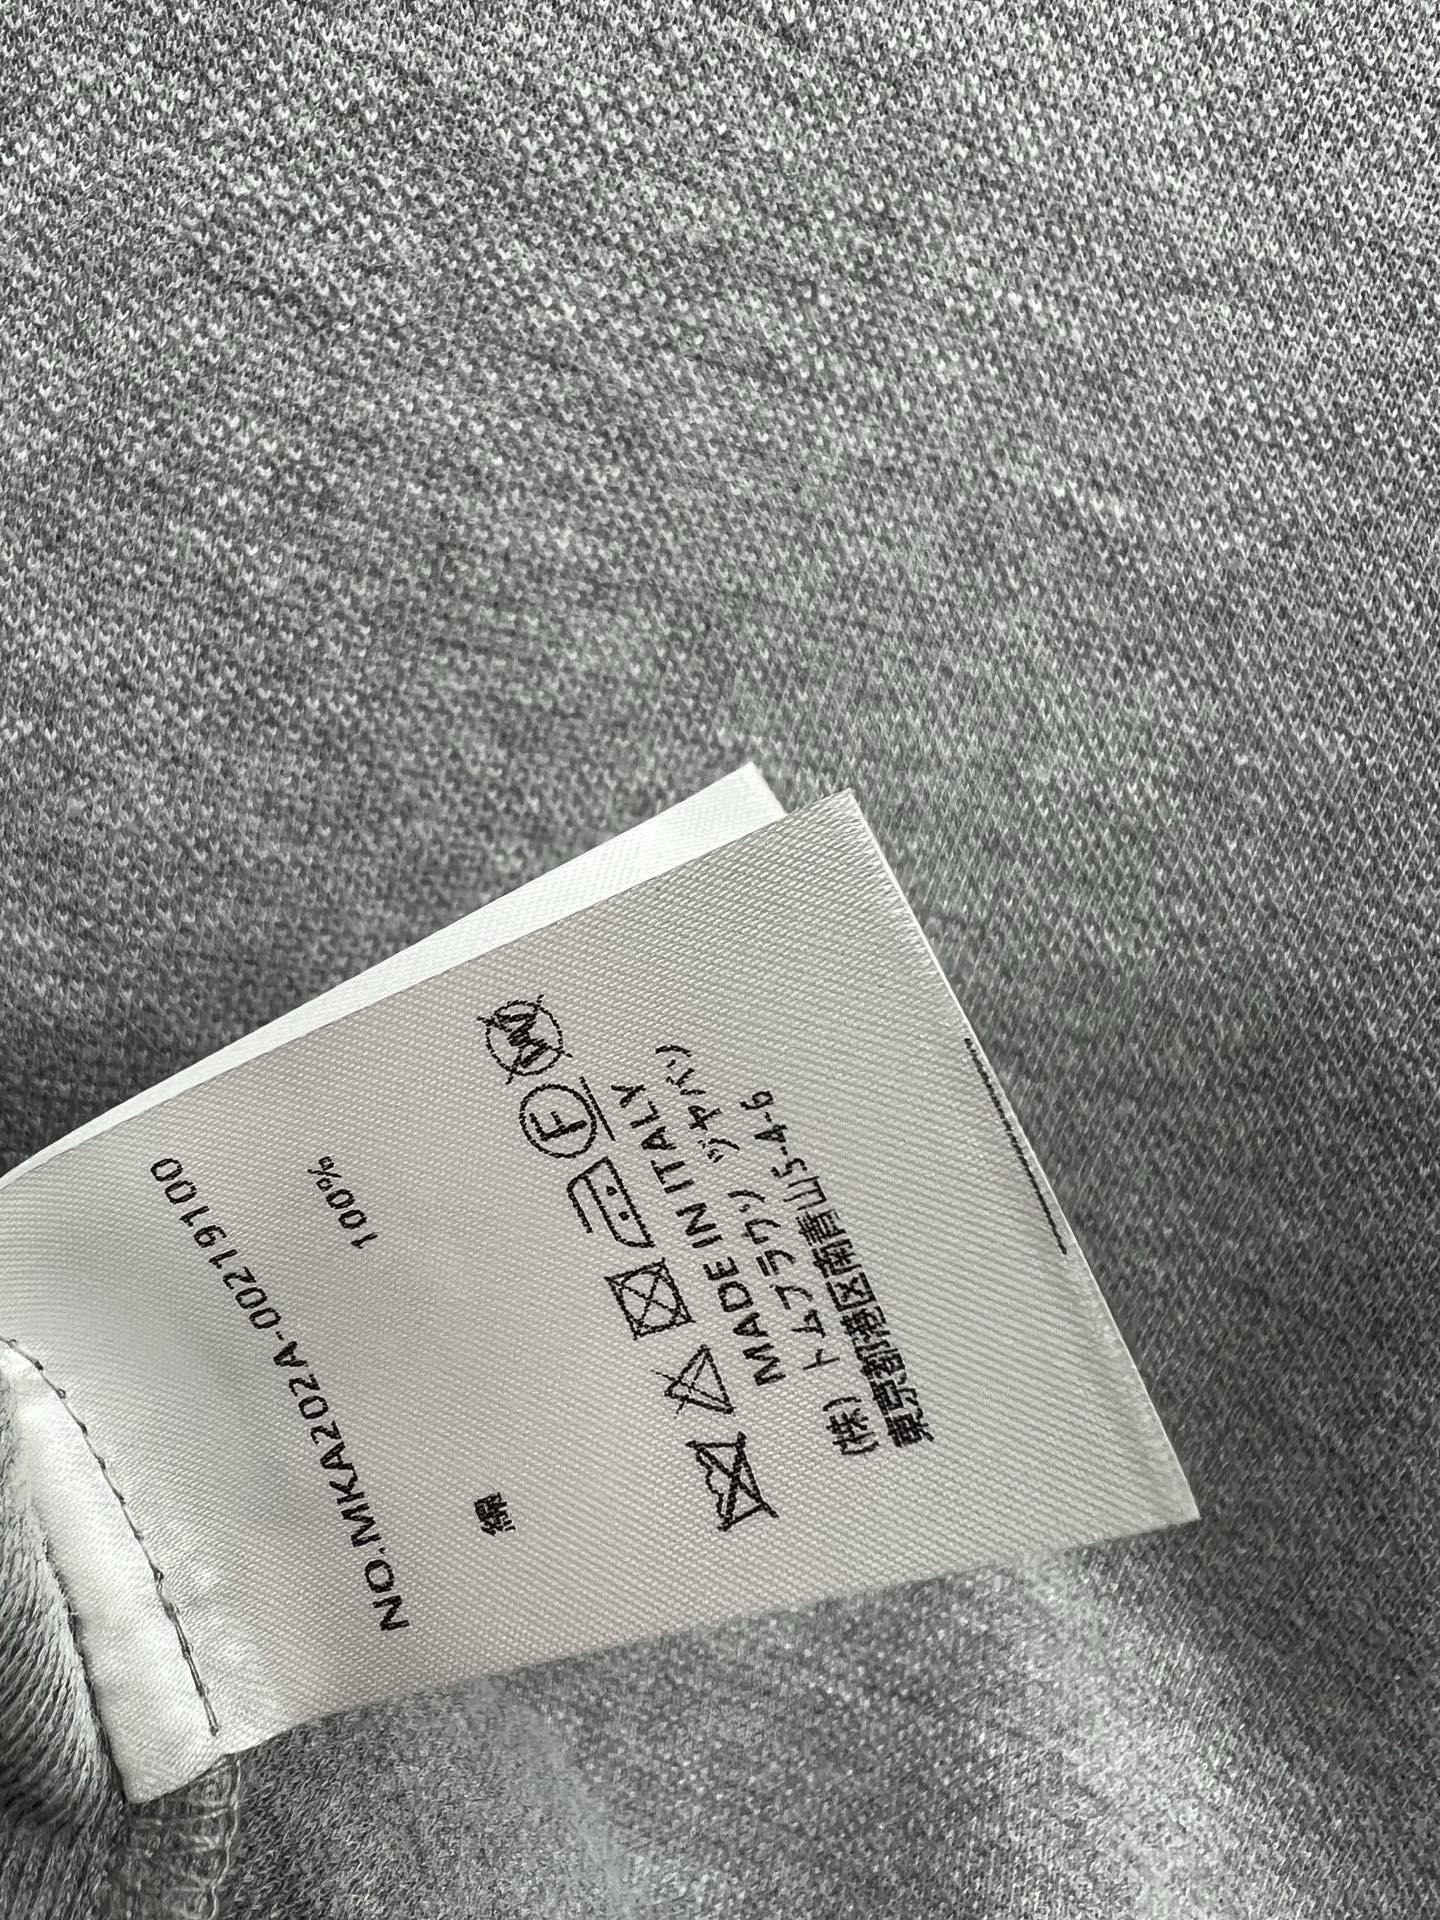 NO.MKA202A-00219100
綿 100%
F W
MADE IN ITALY
(株) トムブラウン ジャパン
東京都港区南青山5-4-6